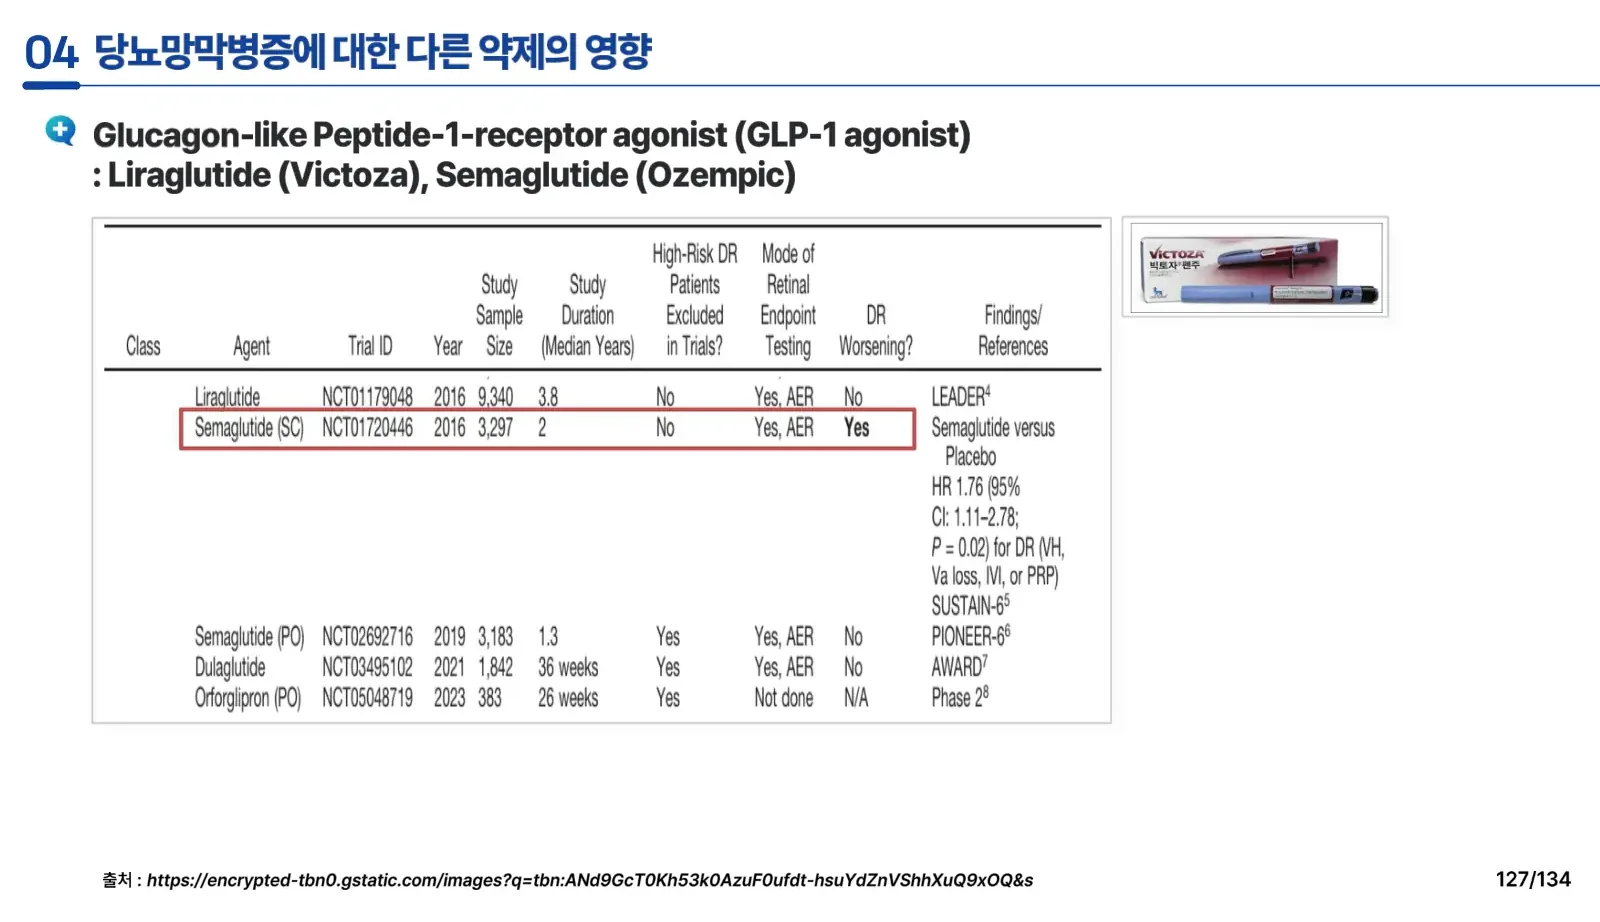 04 당뇨망막병증에 대한 다른 약제의 영향
Glucagon-like Peptide-1-receptor agonist (GLP-1 agonist)
: Liraglutide (Victoza), Semaglutide (Ozempic)
High-Risk DR Mode of
Study Study Patients Retinal
Sample Duration Excluded Endpoint DR Findings/
Class Agent Trial ID Year Size (Median Years) in Trials? Testing Worsening? References
Liraglutide NCT01179048 2016 9,340 3.8 No Yes, AER No LEADER4
Semaglutide (SC) NCT01720446 2016 3,297 2 No Yes, AER Yes Semaglutide versus
Placebo
HR 1.76 (95%
CI: 1.11–2.78;
P = 0.02) for DR (VH,
Va loss, IVI, or PRP)
SUSTAIN-65
Semaglutide (PO) NCT02692716 2019 3,183 1.3 Yes Yes, AER No PIONEER-66
Dulaglutide NCT03495102 2021 1,842 36 weeks Yes Yes, AER No AWARD7
Orforglipron (PO) NCT05048719 2023 383 26 weeks Yes Not done N/A Phase 28
VICTOZA
빅토자 펜주
출처 : https://encrypted-tbn0.gstatic.com/images?q=tbn:ANd9GcT0Kh53k0AzuF0ufdt-hsuYdZnVShhXuQ9xOQ&s
127/134